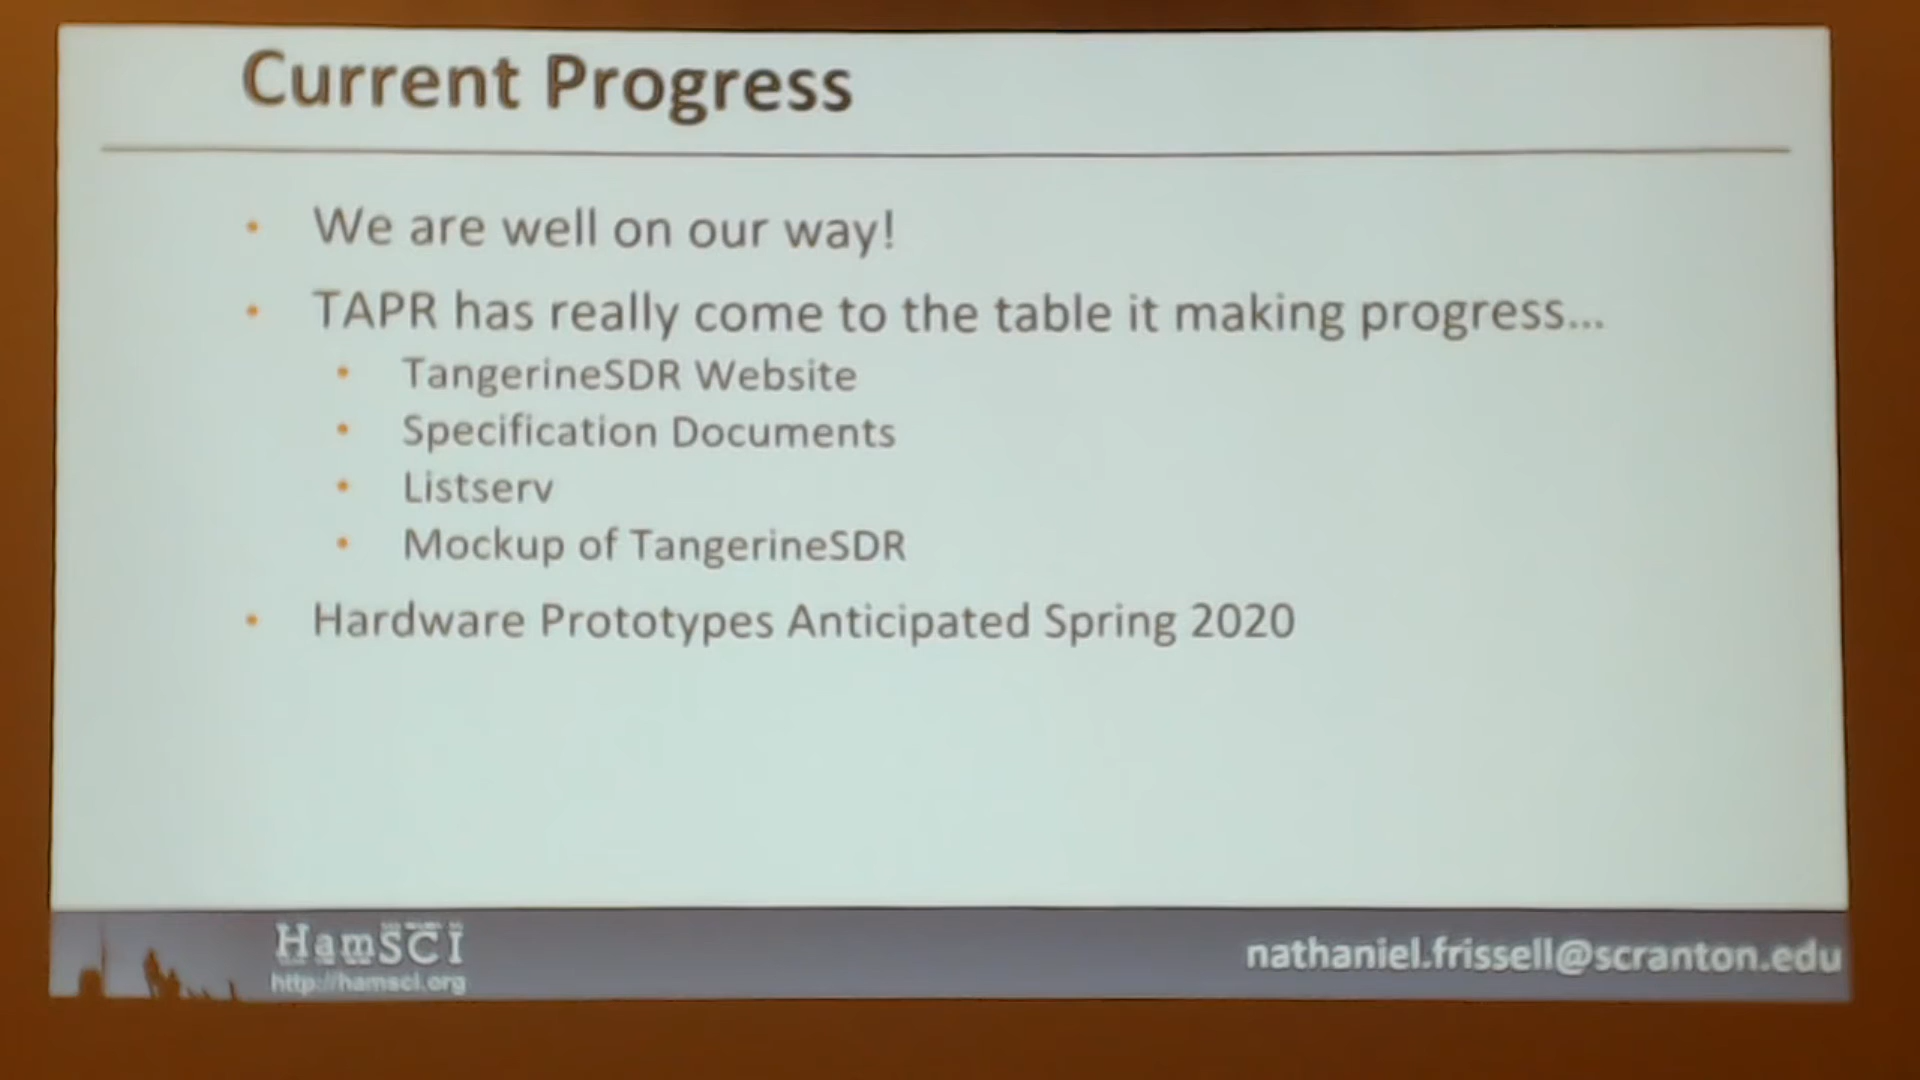 Current Progress
• We are well on our way!
• TAPR has really come to the table it making progress...
• TangerineSDR Website
• Specification Documents
• Listserv
• Mockup of TangerineSDR
• Hardware Prototypes Anticipated Spring 2020
HamSCI
http://hamsci.org
nathaniel.frissell@scranton.edu